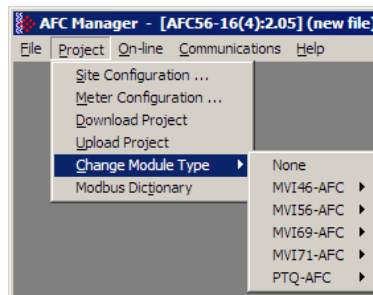 AFC Manager - [AFC56-16(4):2.05] (new file)
File Project On-line Communications Help
Site Configuration ...
Meter Configuration ...
Download Project
Upload Project
Change Module Type
Modbus Dictionary
None
MVI46-AFC
MVI56-AFC
MVI69-AFC
MVI71-AFC
PTQ-AFC